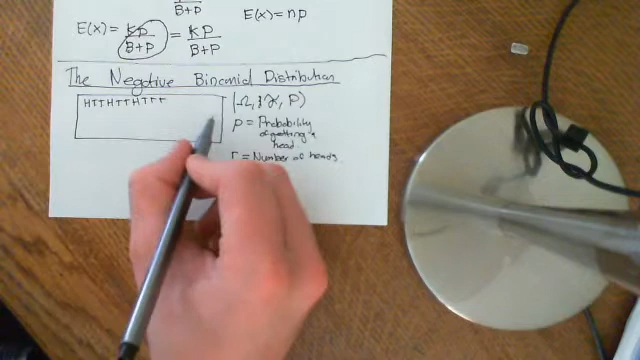 B+P
E(x) = np
E(x) = kp / B+P = kp / B+P
The Negative Binomial Distribution
HTTHTTHTTT
(Ω, F, P)
p = Probability
of getting a
head.
r = Number of heads.